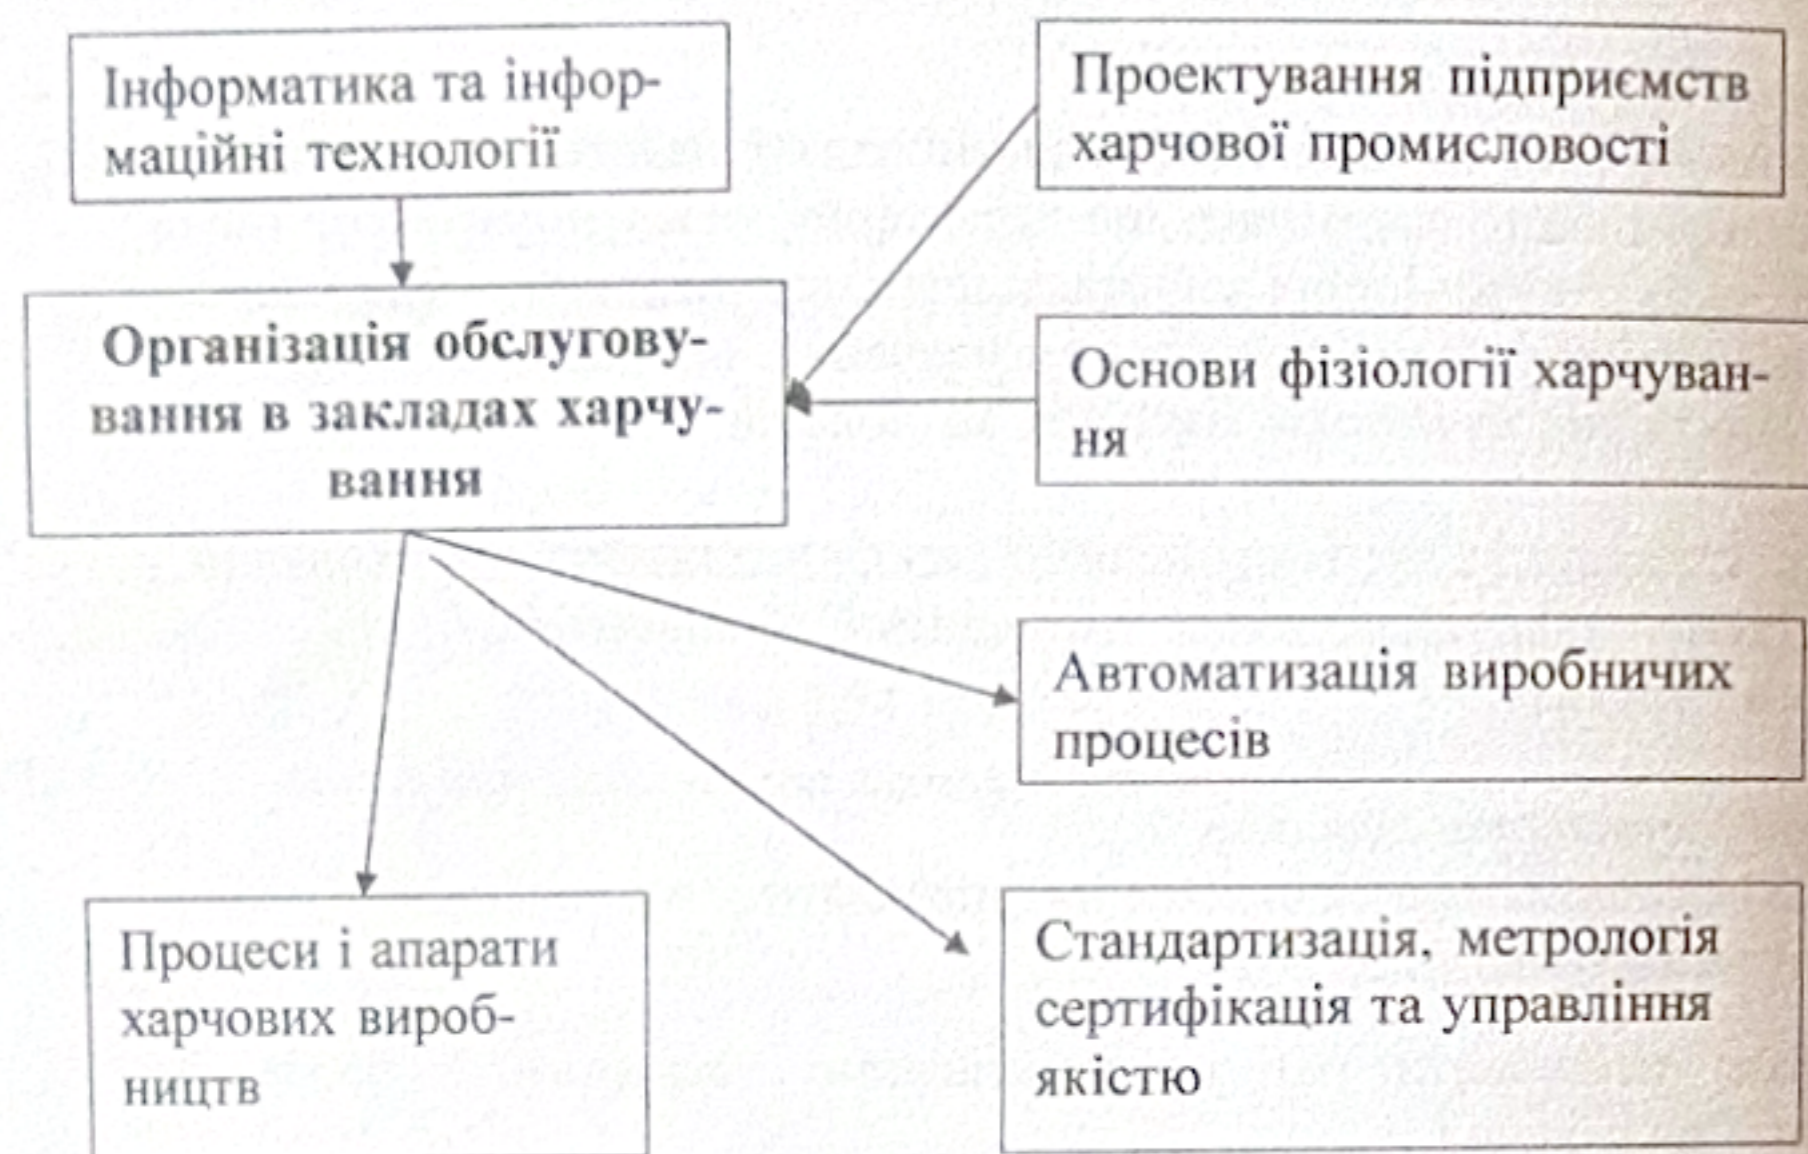 Інформатика та інфор-
маційні технології
Проектування підприємств
харчової промисловості
Організація обслугову-
вання в закладах харчу-
вання
Основи фізіології харчуван-
ня
Автоматизація виробничих
процесів
Процеси і апарати
харчових вироб-
ництв
Стандартизація, метрологія
сертифікація та управління
якістю